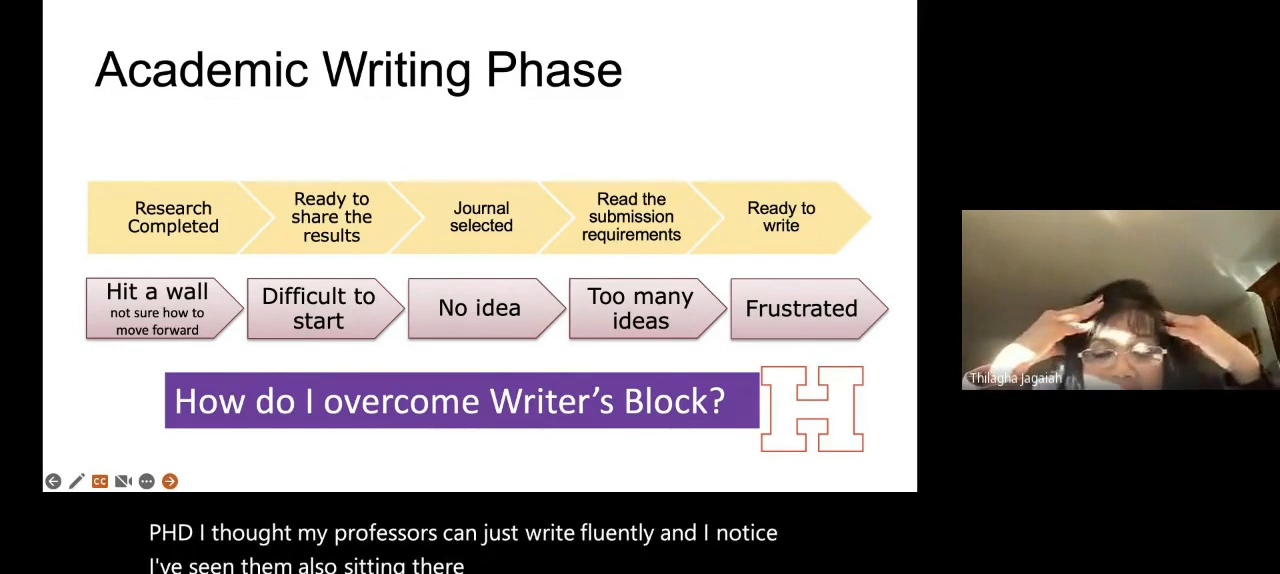 Academic Writing Phase
Research
Completed
Ready to
share the
results
Journal
selected
Read the
submission
requirements
Ready to
write
Hit a wall
not sure how to
move forward
Difficult to
start
No idea
Too many
ideas
Frustrated
How do I overcome Writer's Block?
H
CC
Thilagha Jagaiah
PHD I thought my professors can just write fluently and I notice
I've seen them also sitting there